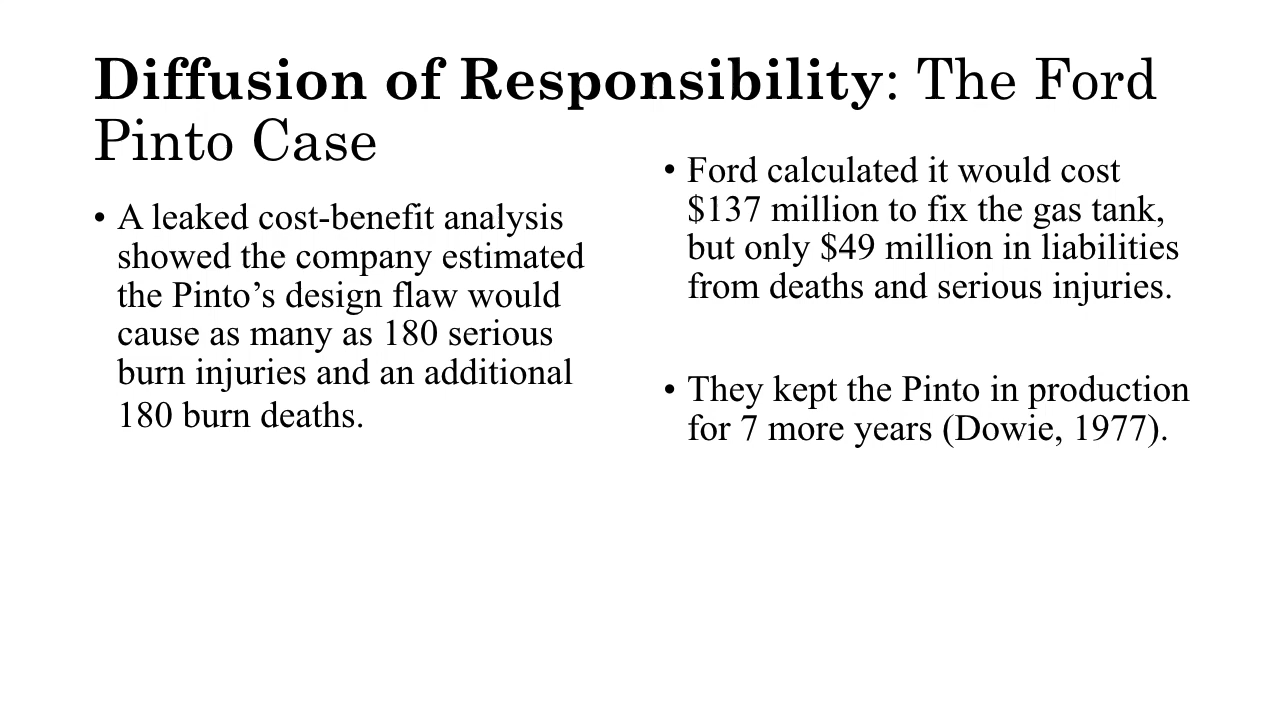 Diffusion of Responsibility: The Ford
Pinto Case
• A leaked cost-benefit analysis
showed the company estimated
the Pinto’s design flaw would
cause as many as 180 serious
burn injuries and an additional
180 burn deaths.
• Ford calculated it would cost
$137 million to fix the gas tank,
but only $49 million in liabilities
from deaths and serious injuries.
• They kept the Pinto in production
for 7 more years (Dowie, 1977).